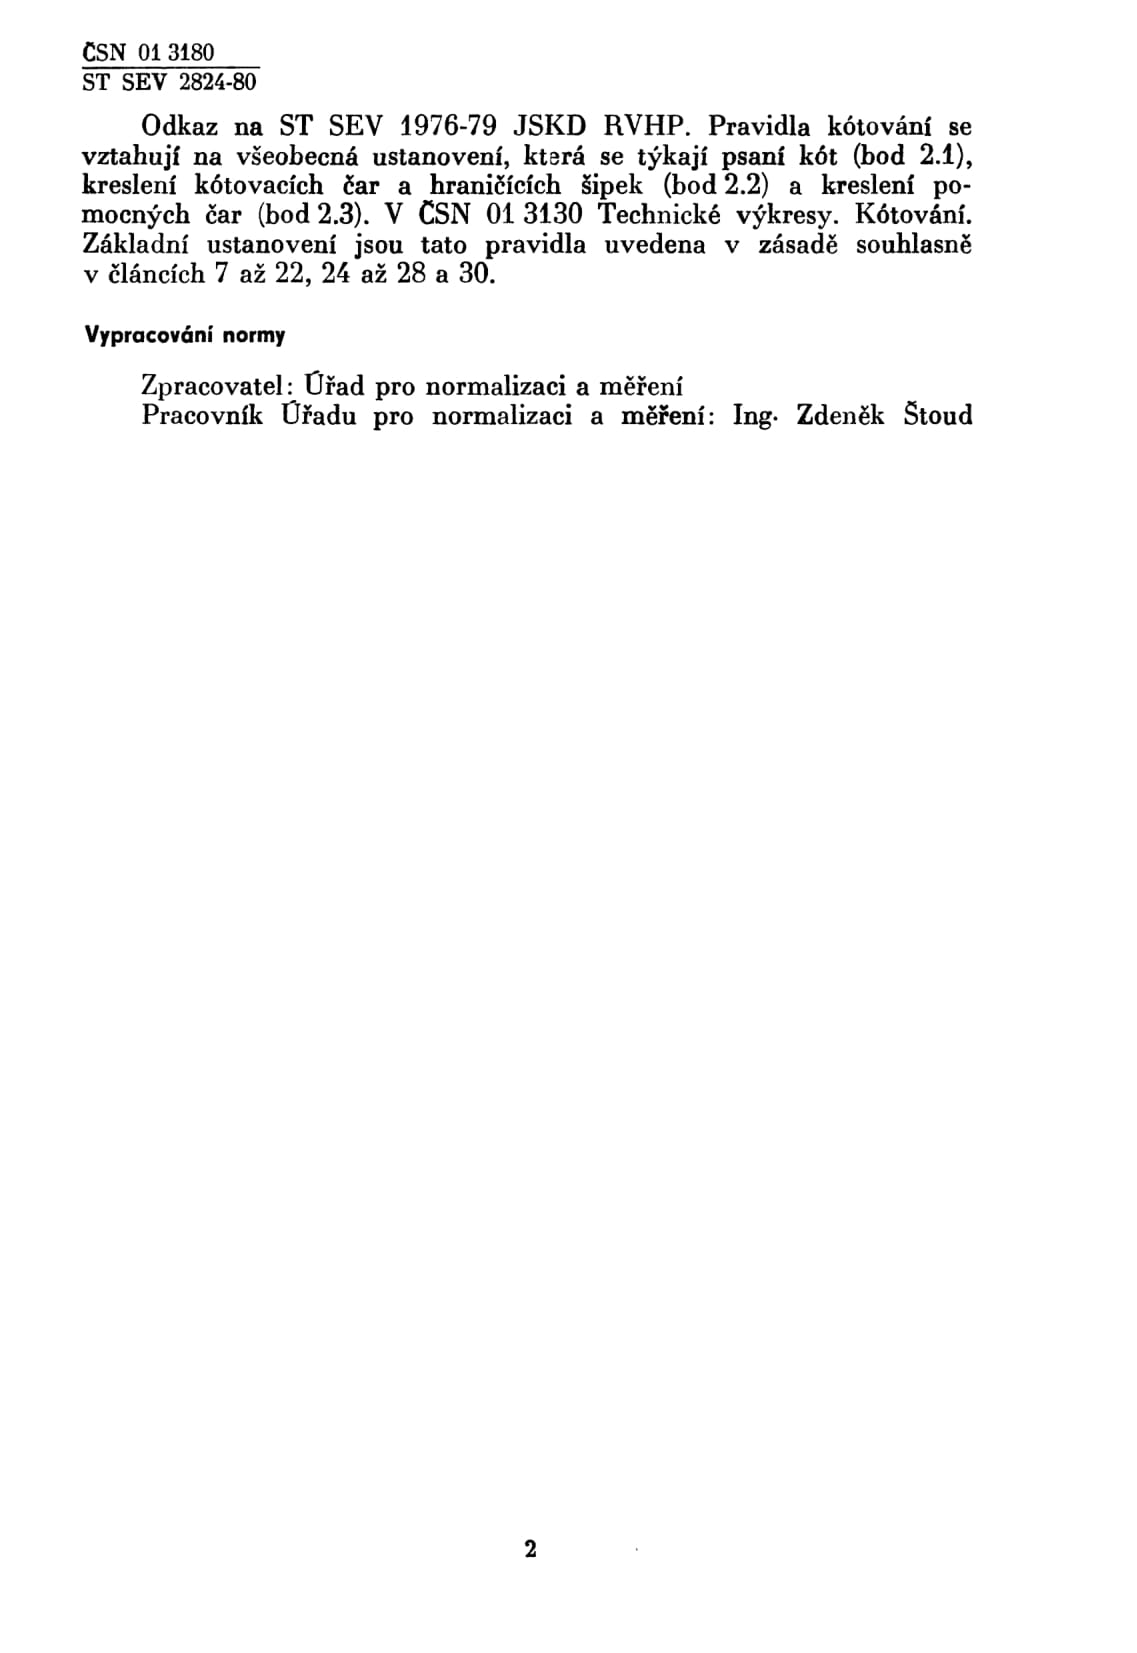 ČSN 01 3180
ST SEV 2824-80
Odkaz na ST SEV 1976-79 JSKD RVHP. Pravidla kótování se
vztahují na všeobecná ustanovení, která se týkají psaní kót (bod 2.1),
kreslení kótovacích čar a hraničících šipek (bod 2.2) a kreslení po-
mocných čar (bod 2.3). V ČSN 01 3130 Technické výkresy. Kótování.
Základní ustanovení jsou tato pravidla uvedena v zásadě souhlasně
v článcích 7 až 22, 24 až 28 a 30.
Vypracování normy
Zpracovatel: Úřad pro normalizaci a měření
Pracovník Úřadu pro normalizaci a měření: Ing. Zdeněk Štoud
2